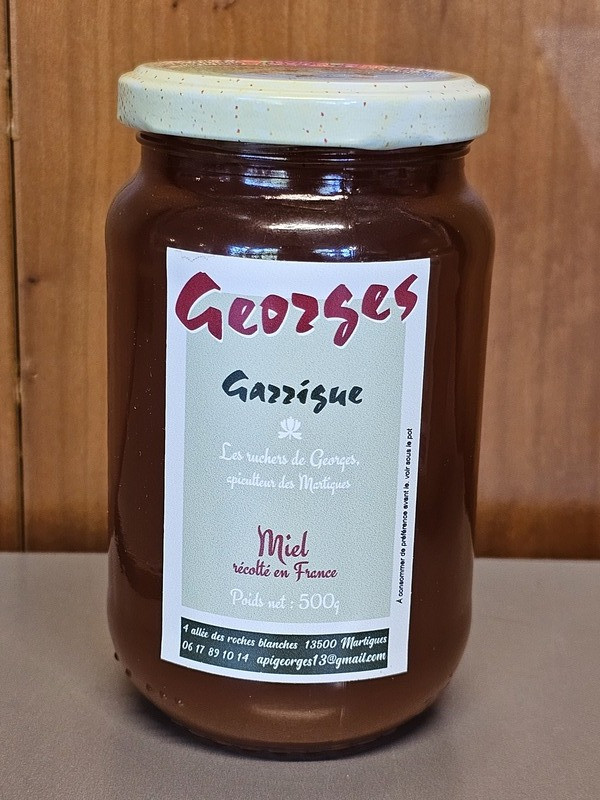 Georges
Garrigue
Les ruchers de Georges,
apiculteur des Martigues
Miel
récolté en France
Poids net : 500g
4 allée des roches blanches 13500 Martigues
06 17 89 10 14 apigeorges13@gmail.com
À consommer de préférence avant le, voir sous le pot